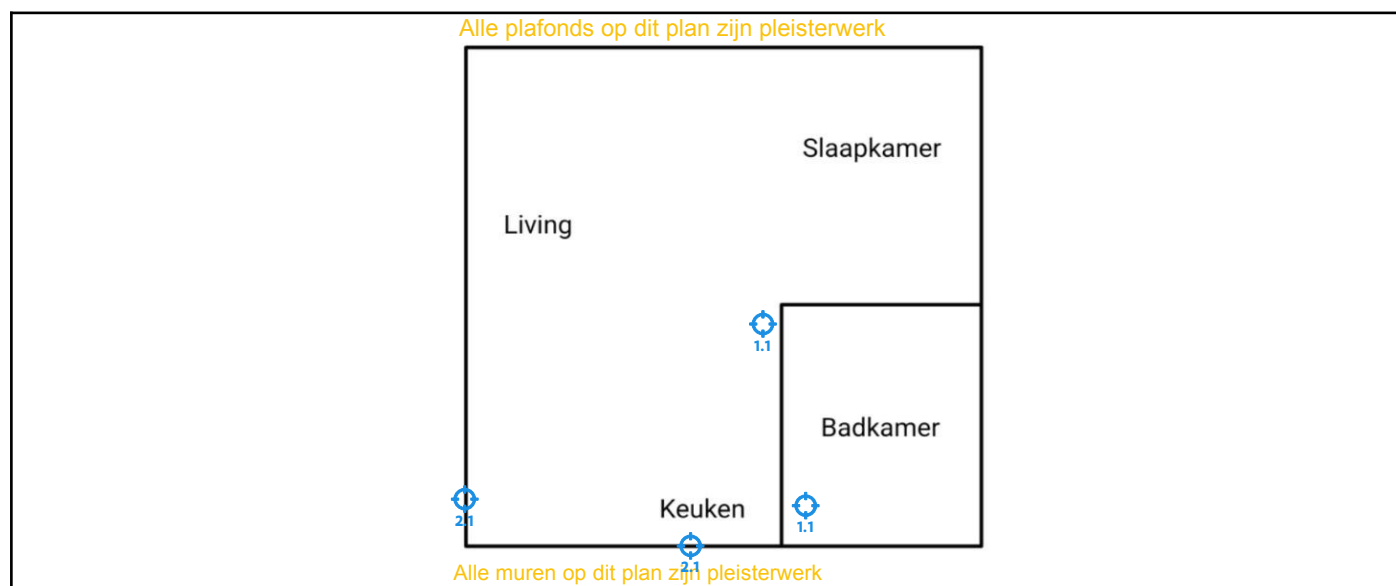 Alle plafonds op dit plan zijn pleisterwerk
Slaapkamer
Living
1.1
Badkamer
Keuken
2.1
1.1
2.1
Alle muren op dit plan zijn pleisterwerk